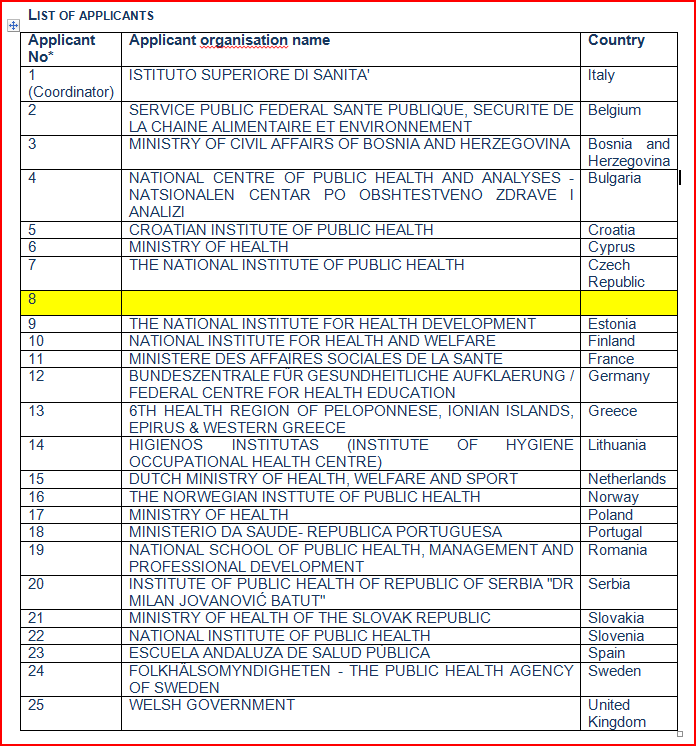 LIST OF APPLICANTS
Applicant No* Applicant organisation name Country
1 (Coordinator) ISTITUTO SUPERIORE DI SANITA' Italy
2 SERVICE PUBLIC FEDERAL SANTE PUBLIQUE, SECURITE DE LA CHAINE ALIMENTAIRE ET ENVIRONNEMENT Belgium
3 MINISTRY OF CIVIL AFFAIRS OF BOSNIA AND HERZEGOVINA Bosnia and Herzegovina
4 NATIONAL CENTRE OF PUBLIC HEALTH AND ANALYSES - NATSIONALEN CENTAR PO OBSHTESTVENO ZDRAVE I ANALIZI Bulgaria
5 CROATIAN INSTITUTE OF PUBLIC HEALTH Croatia
6 MINISTRY OF HEALTH Cyprus
7 THE NATIONAL INSTITUTE OF PUBLIC HEALTH Czech Republic
8
9 THE NATIONAL INSTITUTE FOR HEALTH DEVELOPMENT Estonia
10 NATIONAL INSTITUTE FOR HEALTH AND WELFARE Finland
11 MINISTERE DES AFFAIRES SOCIALES DE LA SANTE France
12 BUNDESZENTRALE FÜR GESUNDHEITLICHE AUFKLAERUNG / FEDERAL CENTRE FOR HEALTH EDUCATION Germany
13 6TH HEALTH REGION OF PELOPONNESE, IONIAN ISLANDS, EPIRUS & WESTERN GREECE Greece
14 HIGIENOS INSTITUTAS (INSTITUTE OF HYGIENE OCCUPATIONAL HEALTH CENTRE) Lithuania
15 DUTCH MINISTRY OF HEALTH, WELFARE AND SPORT Netherlands
16 THE NORWEGIAN INSTTUTE OF PUBLIC HEALTH Norway
17 MINISTRY OF HEALTH Poland
18 MINISTERIO DA SAUDE- REPUBLICA PORTUGUESA Portugal
19 NATIONAL SCHOOL OF PUBLIC HEALTH, MANAGEMENT AND PROFESSIONAL DEVELOPMENT Romania
20 INSTITUTE OF PUBLIC HEALTH OF REPUBLIC OF SERBIA "DR MILAN JOVANOVIĆ BATUT" Serbia
21 MINISTRY OF HEALTH OF THE SLOVAK REPUBLIC Slovakia
22 NATIONAL INSTITUTE OF PUBLIC HEALTH Slovenia
23 ESCUELA ANDALUZA DE SALUD PÚBLICA Spain
24 FOLKHÄLSOMYNDIGHETEN - THE PUBLIC HEALTH AGENCY OF SWEDEN Sweden
25 WELSH GOVERNMENT United Kingdom